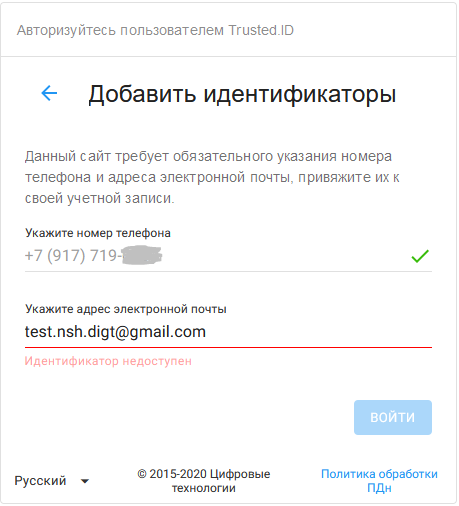 Авторизуйтесь пользователем Trusted.ID
Добавить идентификаторы
Данный сайт требует обязательного указания номера
телефона и адреса электронной почты, привяжите их к
своей учетной записи.
Укажите номер телефона
+7 (917) 719-
Укажите адрес электронной почты
test.nsh.digt@gmail.com
Идентификатор недоступен
ВОЙТИ
Русский
© 2015-2020 Цифровые
технологии
Политика обработки
ПДн